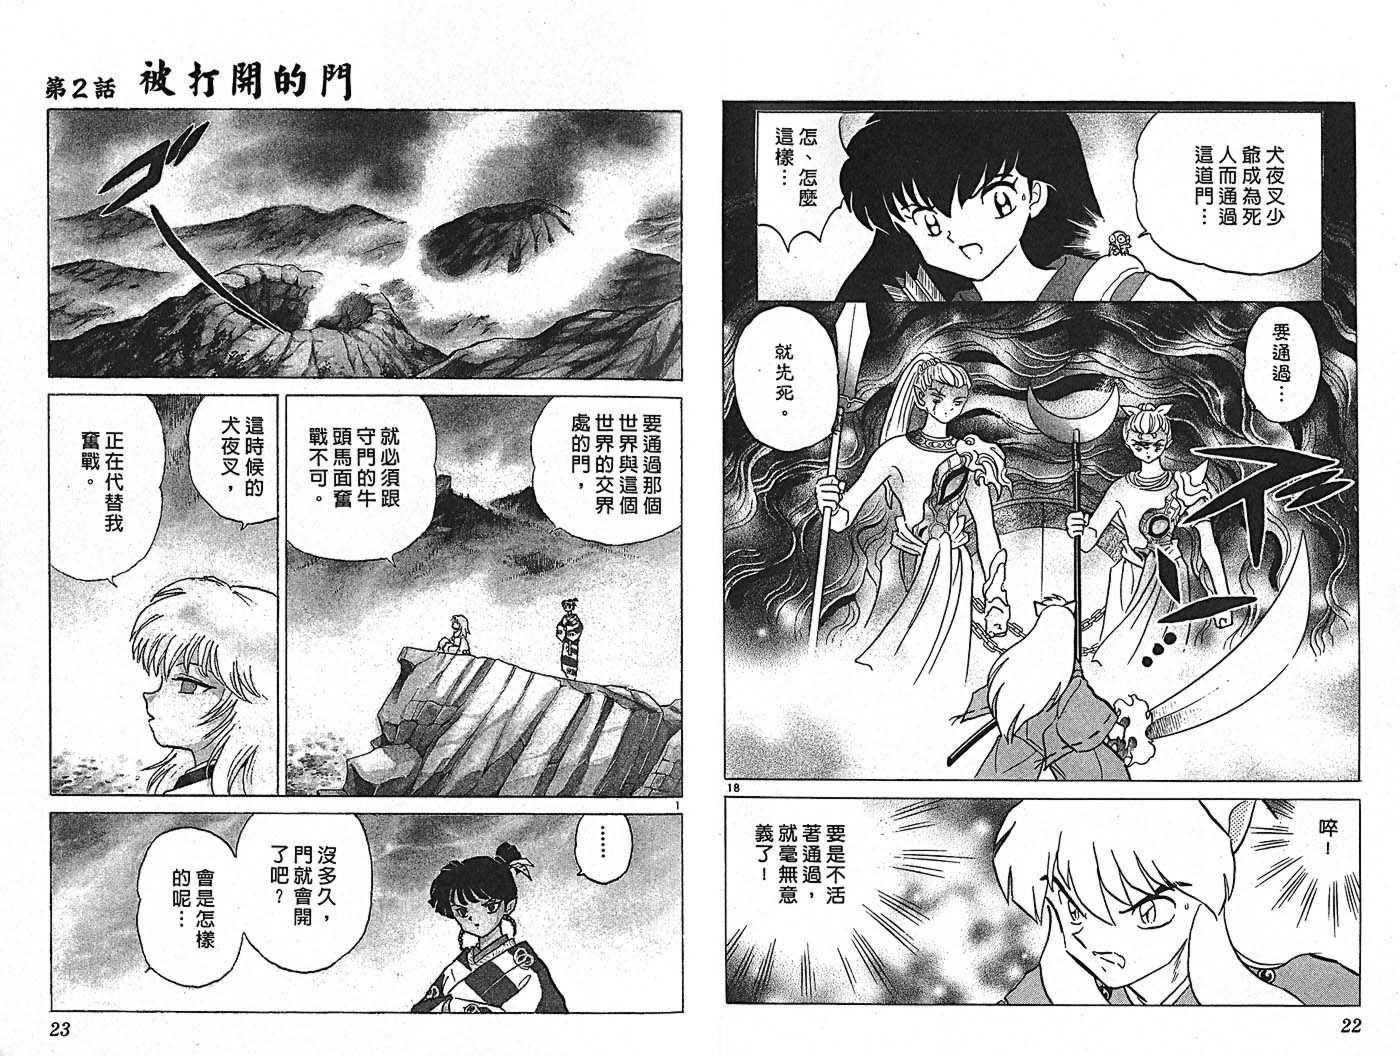 犬夜叉少
爺成為死
人而通過
這道門…
怎、怎麼
這樣…
要通過…
就先死。
ズ
18
啐！
要是不活
著通過，
就毫無意
義了！
22
第2話 被打開的門
ゴ
要通過那個
世界與這個
世界的交界
處的門，
就必須跟
守門的牛
頭馬面奮
戰不可。
這時候的
犬夜叉，
正在代替我
奮戰。
1
……
沒多久，
門就會開
了吧？
會是怎樣
的呢…
23